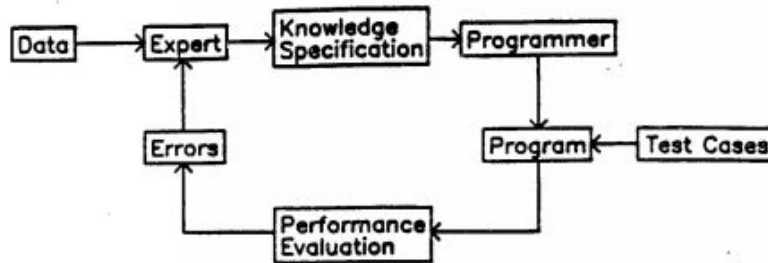 Data
Expert
Knowledge
Specification
Programmer
Errors
Program
Test Cases
Performance
Evaluation